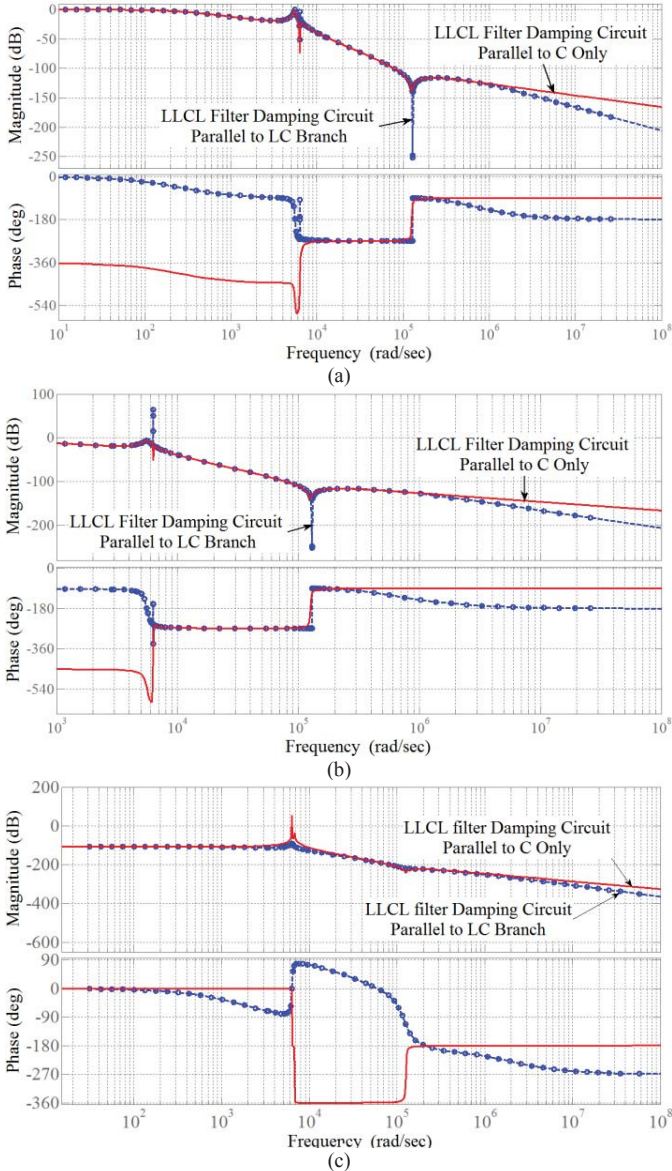 0
-50
-100
-150
-200
-250
Magnitude (dB)
LLCL Filter Damping Circuit
Parallel to C Only
LLCL Filter Damping Circuit
Parallel to LC Branch
0
-180
-360
-540
Phase (deg)
10^1 10^2 10^3 10^4 10^5 10^6 10^7 10^8
Frequency (rad/sec)
(a)
100
0
-100
-200
Magnitude (dB)
LLCL Filter Damping Circuit
Parallel to C Only
LLCL Filter Damping Circuit
Parallel to LC Branch
0
-180
-360
-540
Phase (deg)
10^3 10^4 10^5 10^6 10^7 10^8
Frequency (rad/sec)
(b)
200
0
-200
-400
-600
Magnitude (dB)
LLCL filter Damping Circuit
Parallel to C Only
LLCL filter Damping Circuit
Parallel to LC Branch
90
0
-90
-180
-270
-360
Phase (deg)
10^2 10^3 10^4 10^5 10^6 10^7 10^8
Frequency (rad/sec)
(c)